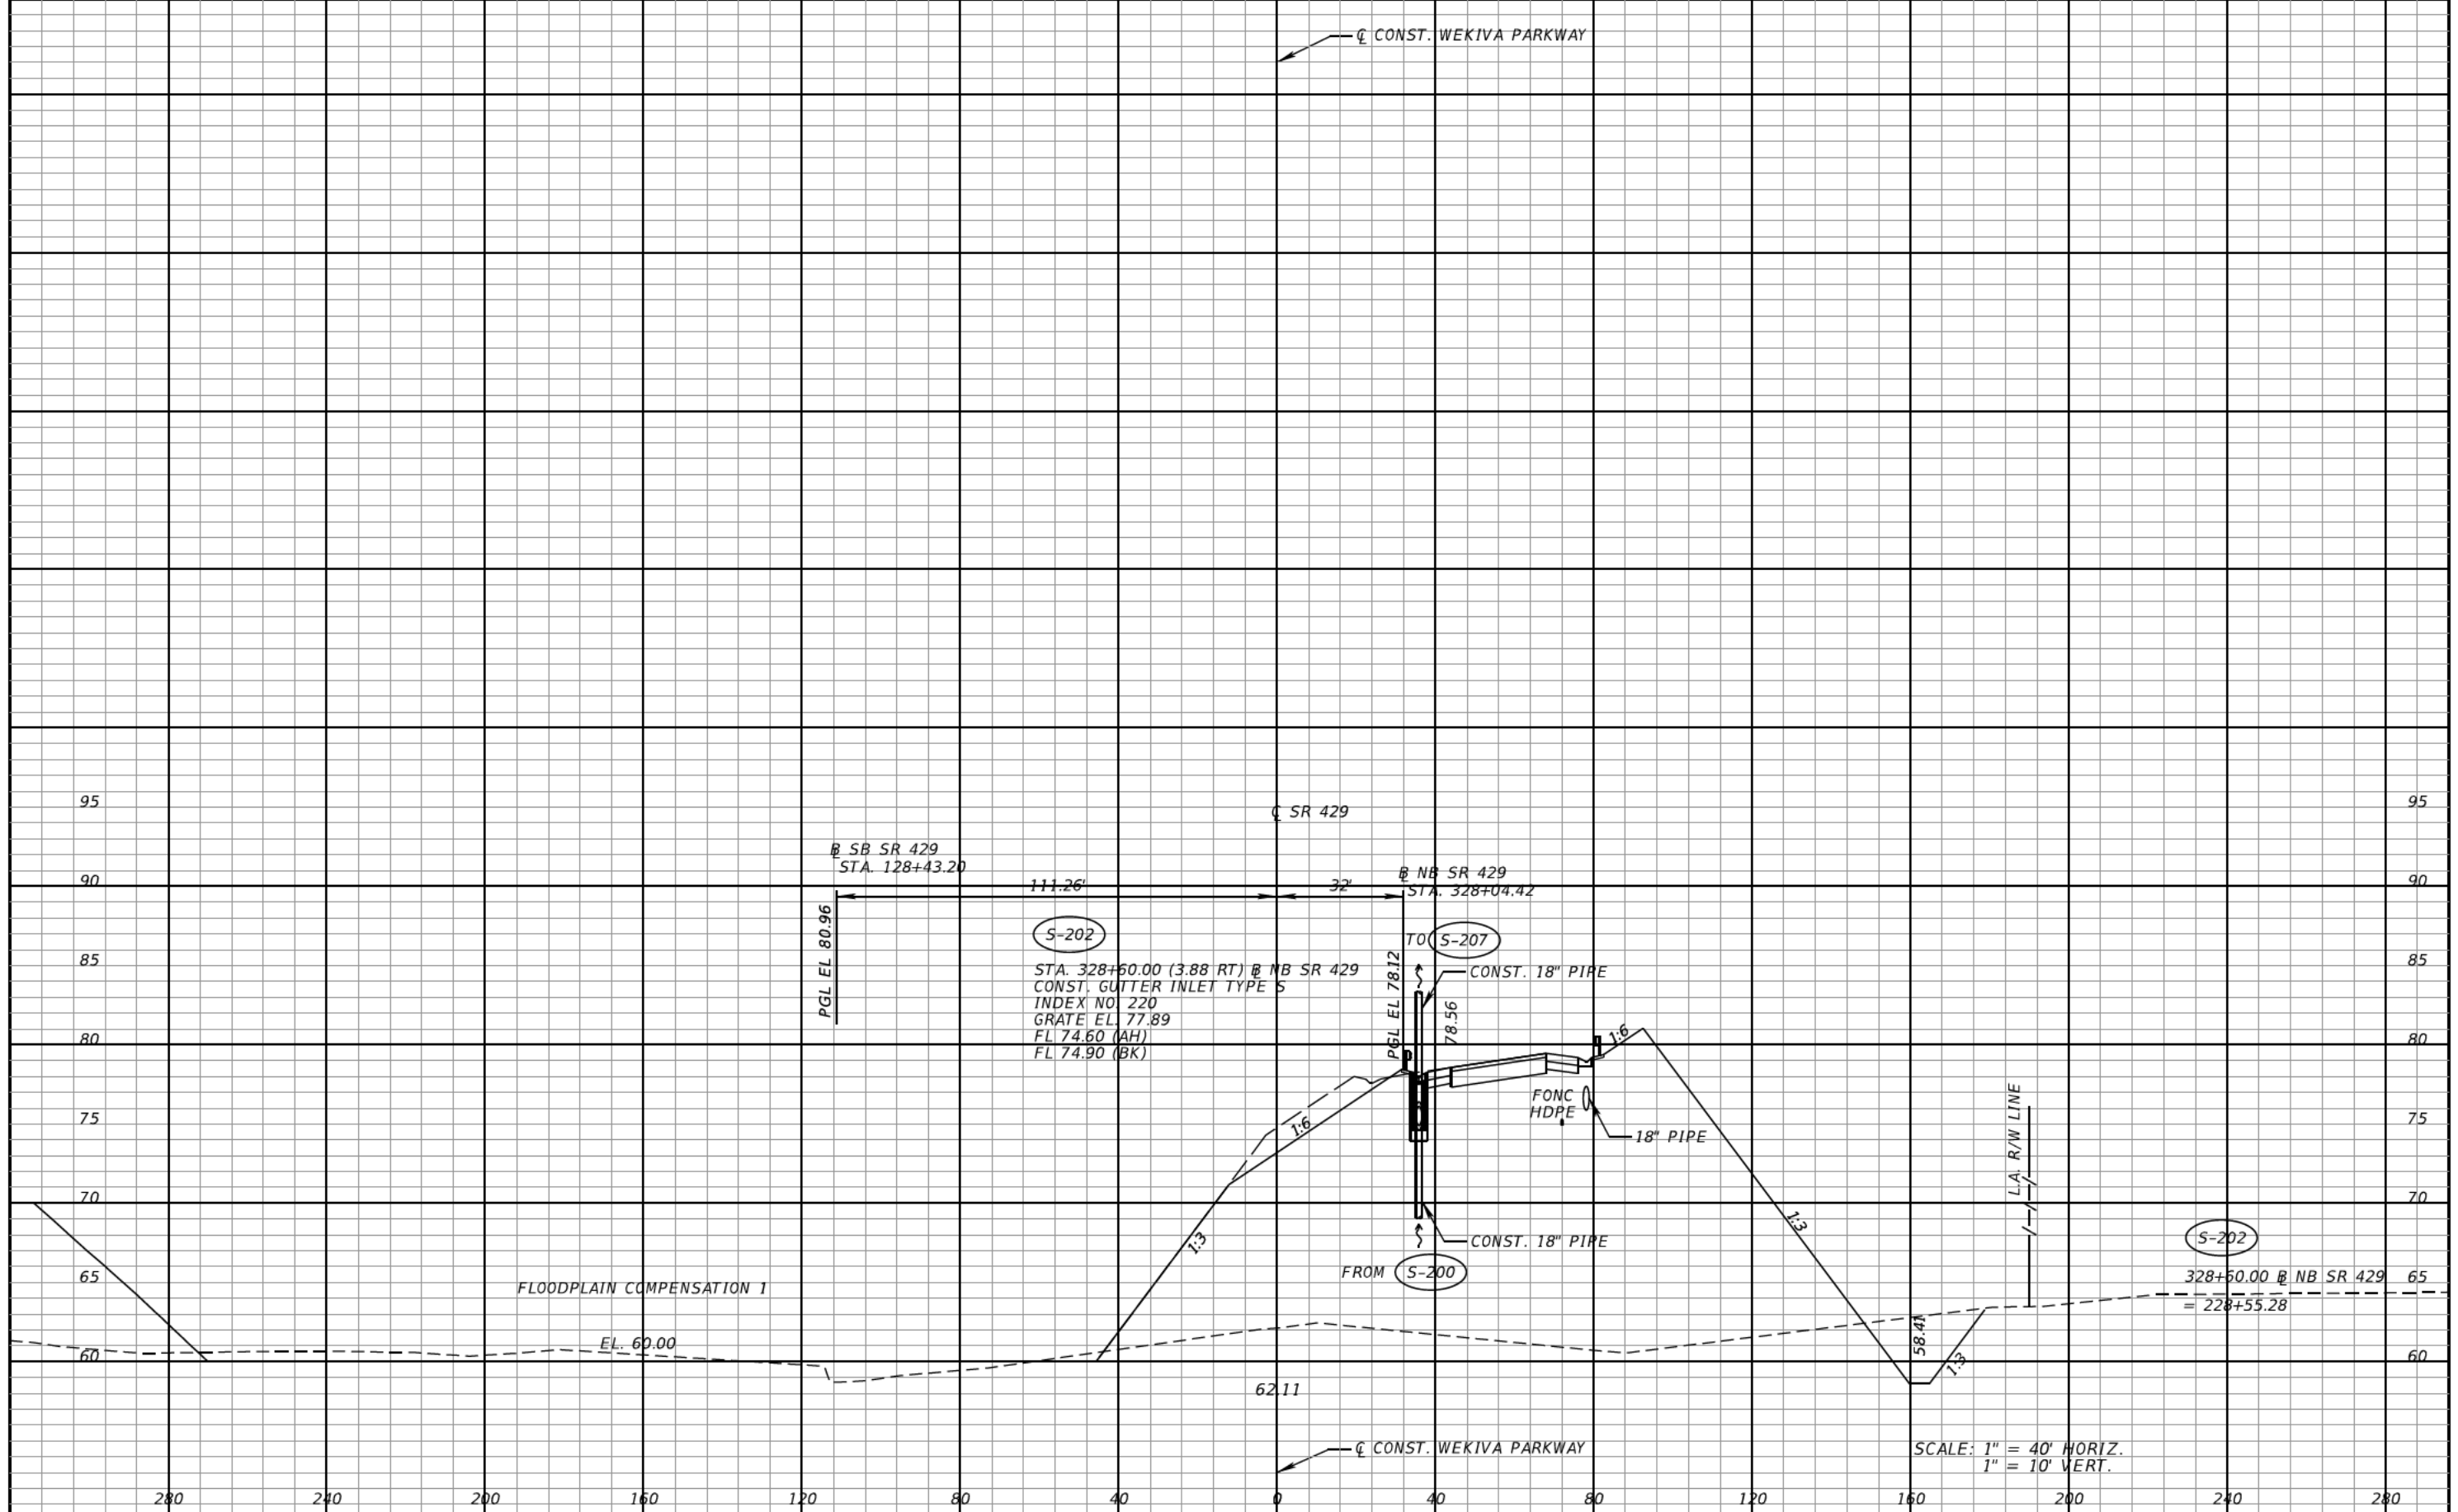 ℄ CONST. WEKIVA PARKWAY
95 95
℄ SR 429
B SB SR 429
STA. 128+43.20
B NB SR 429
STA. 328+04.42
90 90
111.26'
32'
PGL EL 80.96
S-202
TO S-207
85 85
STA. 328+60.00 (3.88 RT) B NB SR 429
CONST. GUTTER INLET TYPE S
INDEX NO. 220
GRATE EL. 77.89
FL 74.60 (AH)
FL 74.90 (BK)
PGL EL 78.12
CONST. 18" PIPE
78.56
80 80
1:6
1:6
FONC
HDPE
18" PIPE
75 75
L.A. R/W LINE
70 70
1:3
1:3
CONST. 18" PIPE
FROM S-200
S-202
328+60.00 B NB SR 429
= 228+55.28
65 65
FLOODPLAIN COMPENSATION 1
EL. 60.00
58.41
1:3
60 60
62.11
℄ CONST. WEKIVA PARKWAY
SCALE: 1" = 40' HORIZ.
1" = 10' VERT.
280 240 200 160 120 80 40 0 40 80 120 160 200 240 280